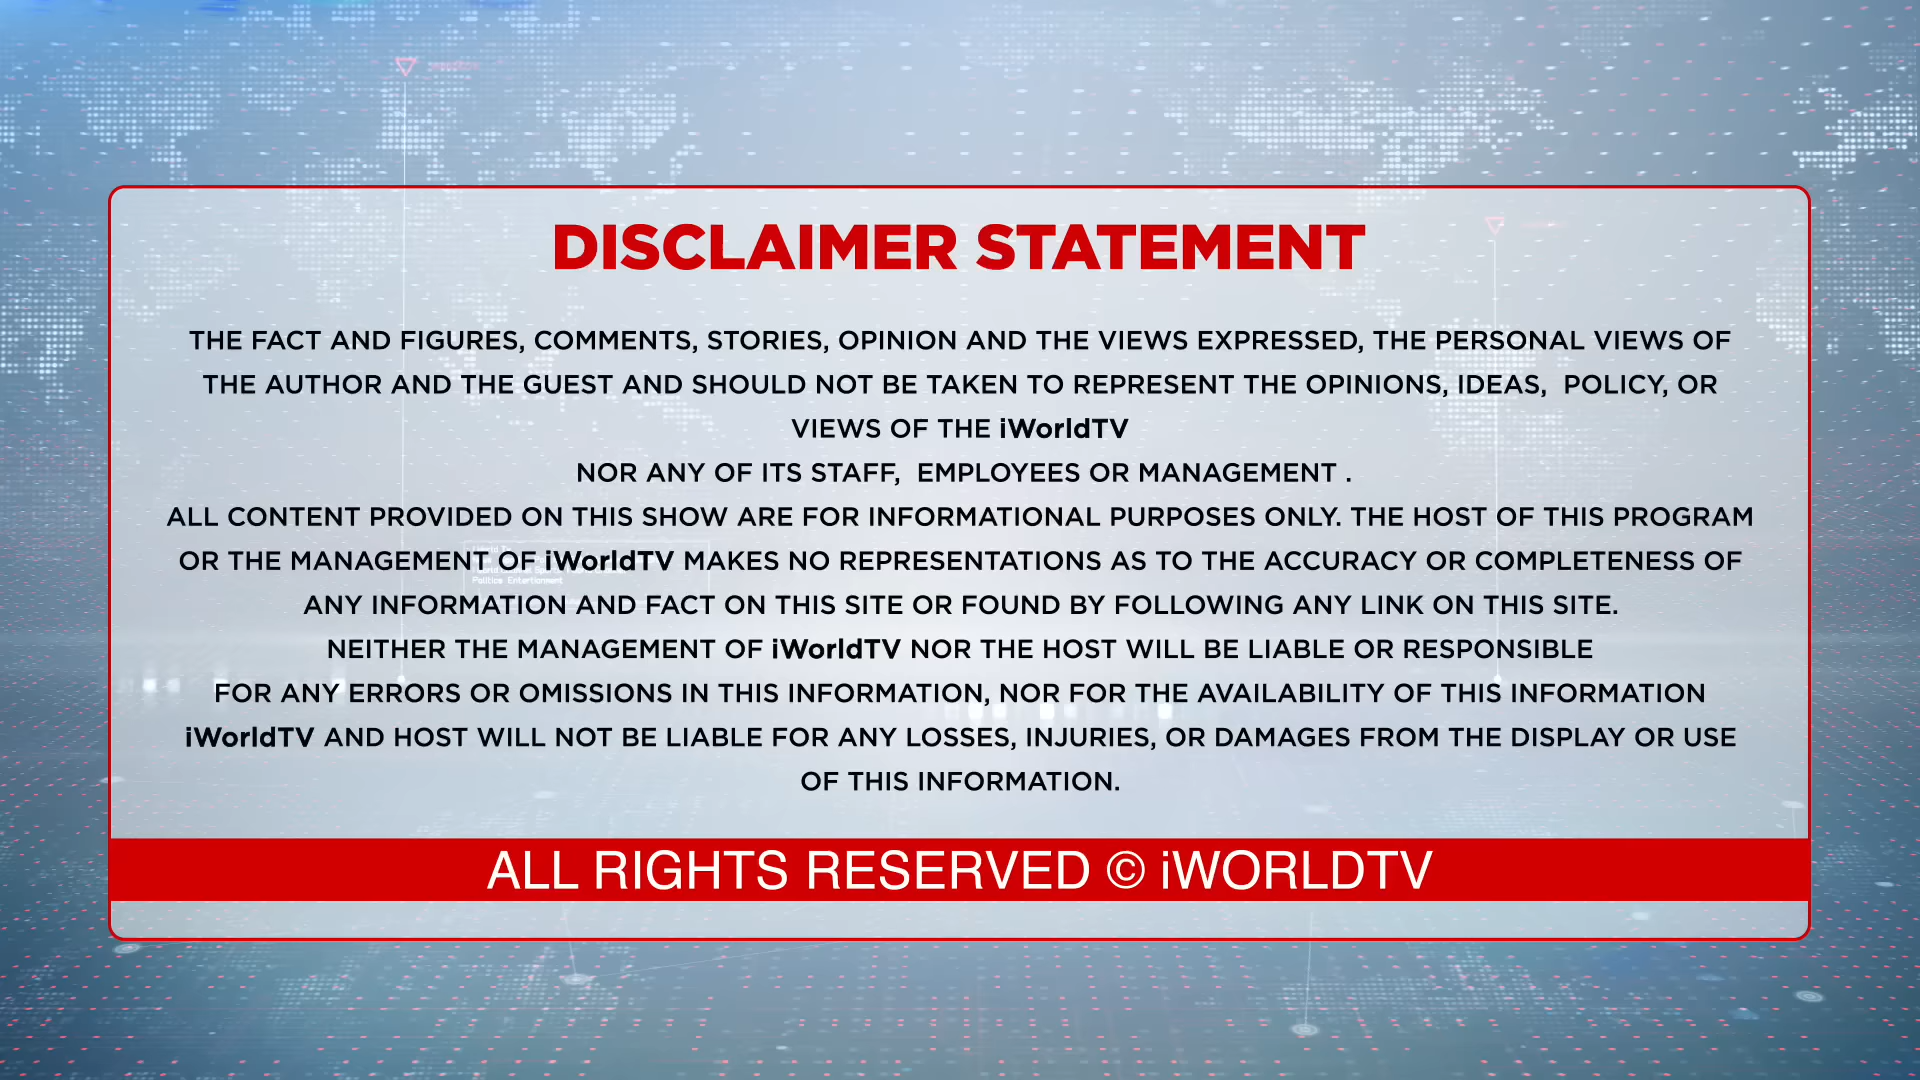 DISCLAIMER STATEMENT
THE FACT AND FIGURES, COMMENTS, STORIES, OPINION AND THE VIEWS EXPRESSED, THE PERSONAL VIEWS OF
THE AUTHOR AND THE GUEST AND SHOULD NOT BE TAKEN TO REPRESENT THE OPINIONS, IDEAS,  POLICY, OR
VIEWS OF THE iWorldTV
NOR ANY OF ITS STAFF,  EMPLOYEES OR MANAGEMENT .
ALL CONTENT PROVIDED ON THIS SHOW ARE FOR INFORMATIONAL PURPOSES ONLY. THE HOST OF THIS PROGRAM
OR THE MANAGEMENT OF iWorldTV MAKES NO REPRESENTATIONS AS TO THE ACCURACY OR COMPLETENESS OF
Politics Entertionment
ANY INFORMATION AND FACT ON THIS SITE OR FOUND BY FOLLOWING ANY LINK ON THIS SITE.
NEITHER THE MANAGEMENT OF iWorldTV NOR THE HOST WILL BE LIABLE OR RESPONSIBLE
FOR ANY ERRORS OR OMISSIONS IN THIS INFORMATION, NOR FOR THE AVAILABILITY OF THIS INFORMATION
iWorldTV AND HOST WILL NOT BE LIABLE FOR ANY LOSSES, INJURIES, OR DAMAGES FROM THE DISPLAY OR USE
OF THIS INFORMATION.
ALL RIGHTS RESERVED © iWORLDTV